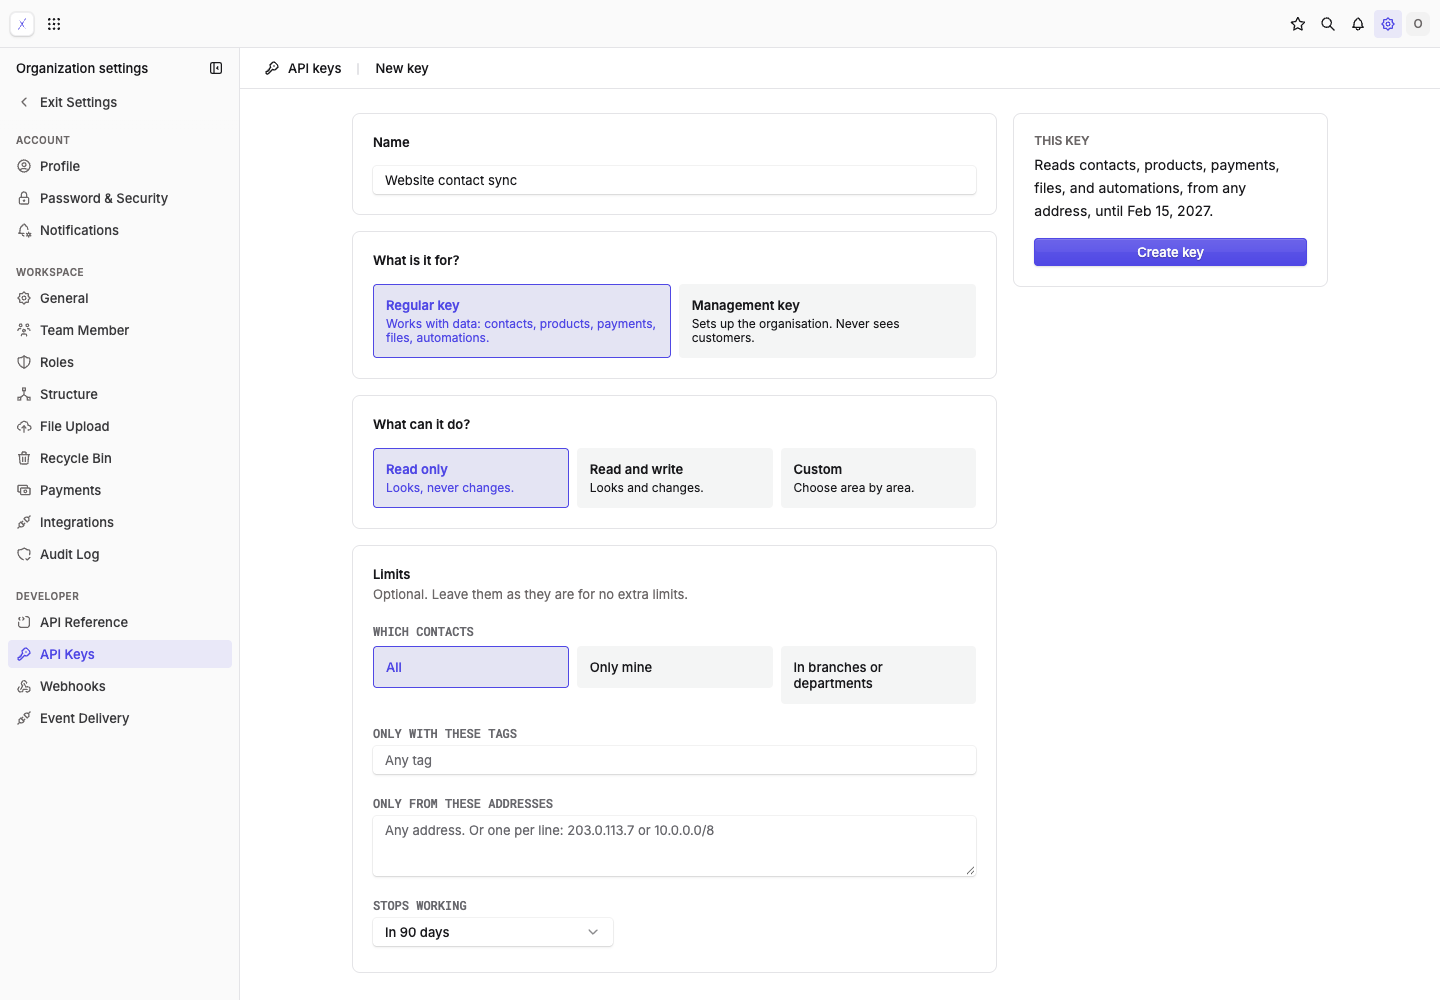 O
Organization settings
Exit Settings
ACCOUNT
Profile
Password & Security
Notifications
WORKSPACE
General
Team Member
Roles
Structure
File Upload
Recycle Bin
Payments
Integrations
Audit Log
DEVELOPER
API Reference
API Keys
Webhooks
Event Delivery
API keys | New key
Name
Website contact sync
What is it for?
Regular key
Works with data: contacts, products, payments,
files, automations.
Management key
Sets up the organisation. Never sees
customers.
What can it do?
Read only
Looks, never changes.
Read and write
Looks and changes.
Custom
Choose area by area.
Limits
Optional. Leave them as they are for no extra limits.
WHICH CONTACTS
All
Only mine
In branches or
departments
ONLY WITH THESE TAGS
Any tag
ONLY FROM THESE ADDRESSES
Any address. Or one per line: 203.0.113.7 or 10.0.0.0/8
STOPS WORKING
In 90 days
THIS KEY
Reads contacts, products, payments,
files, and automations, from any
address, until Feb 15, 2027.
Create key